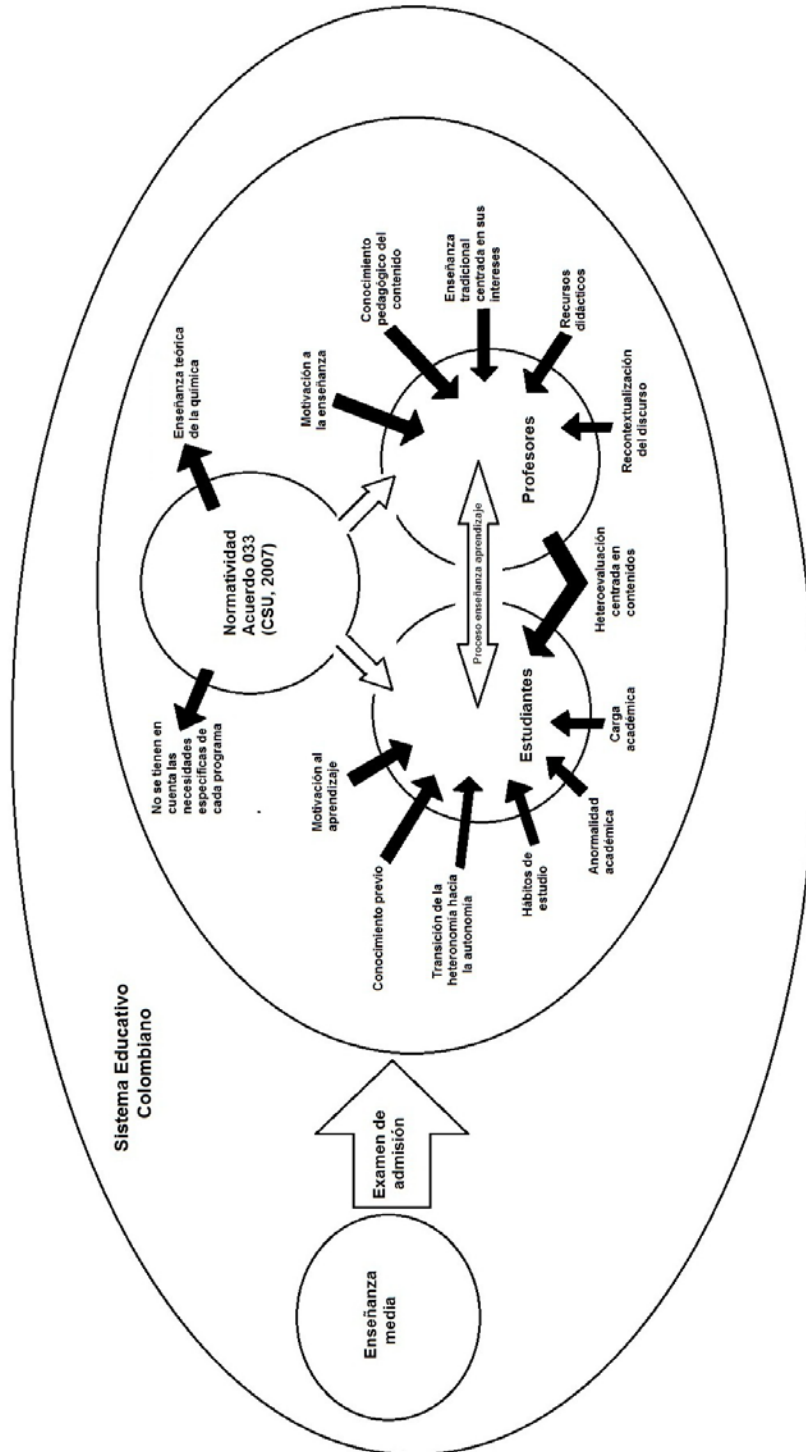 Sistema Educativo
Colombiano
Enseñanza
media
Examen de
admisión
No se tienen en
cuenta las
necesidades
específicas de
cada programa
Normatividad
Acuerdo 033
(CSU, 2007)
Enseñanza teórica
de la química
Motivación al
aprendizaje
Conocimiento previo
Transición de la
heteronomía hacia
la autonomía
Hábitos de
estudio
Anormalidad
académica
Carga
académica
Estudiantes
Proceso enseñanza aprendizaje
Heteroevaluación
centrada en
contenidos
Profesores
Motivación a
la enseñanza
Conocimiento
pedagógico del
contenido
Enseñanza
tradicional
centrada en sus
intereses
Recursos
didácticos
Recontextualización
del discurso